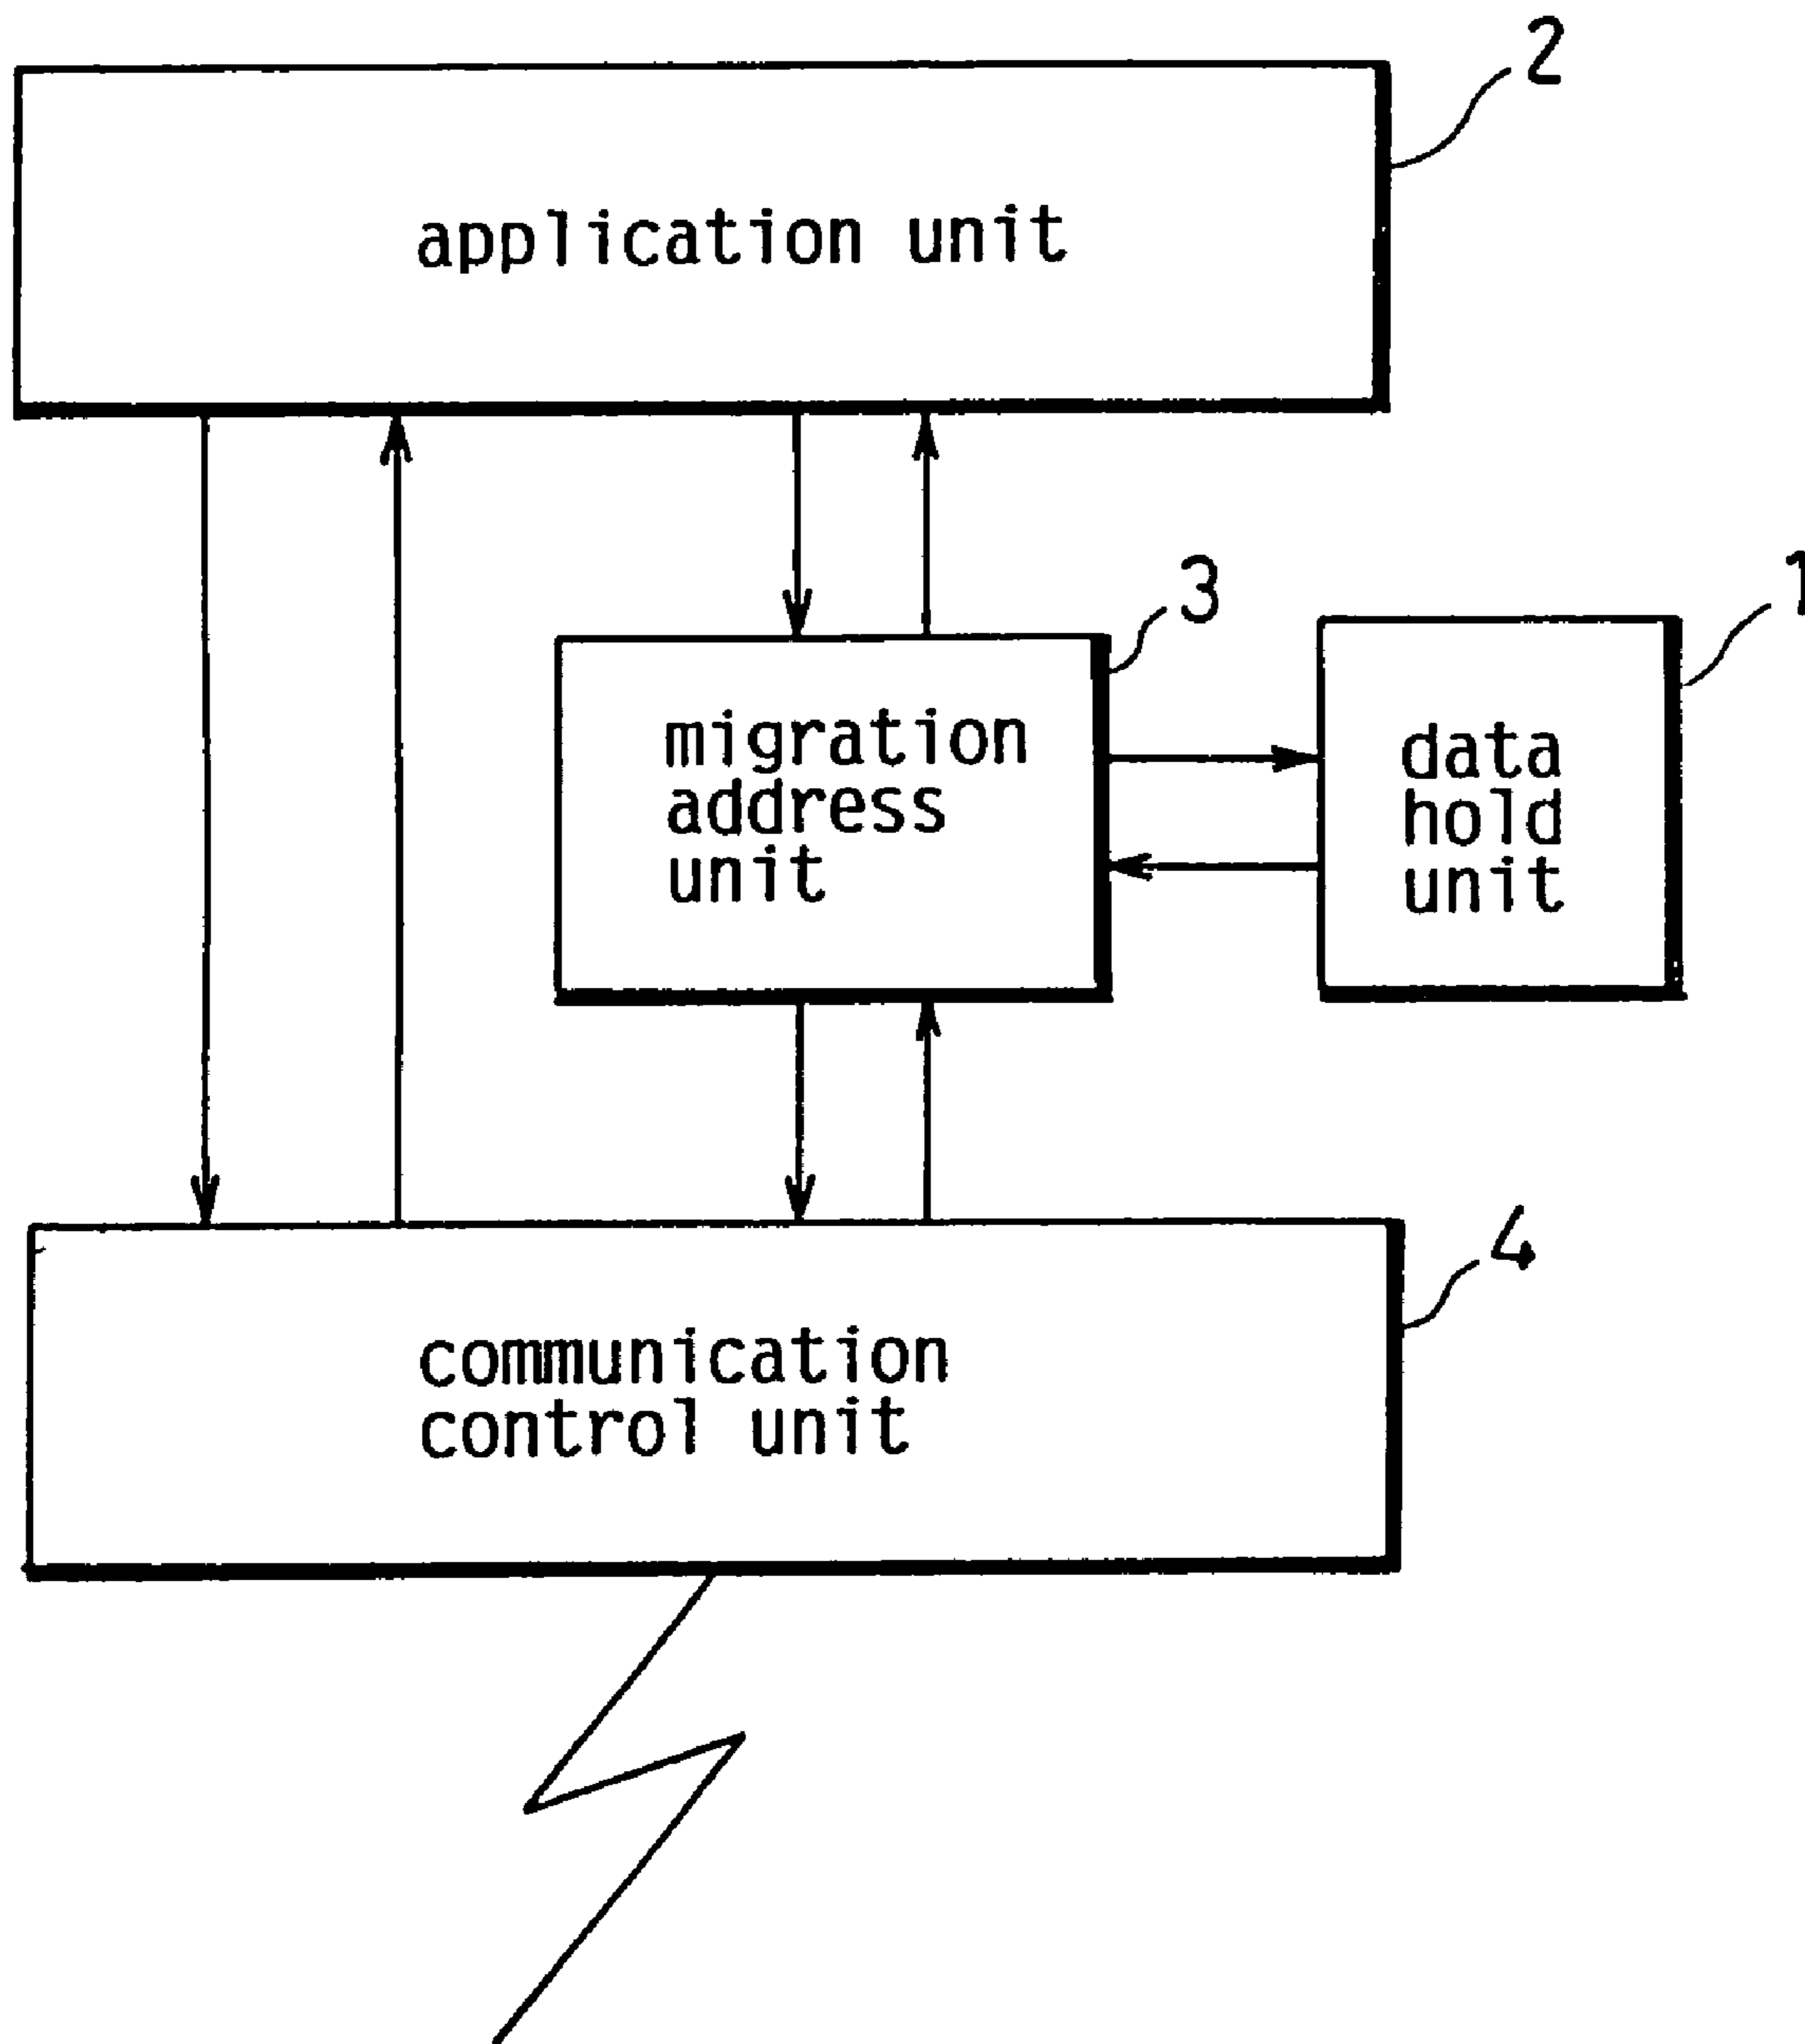 2
application unit
3
1
migration
address
unit
data
hold
unit
4
communication
control unit